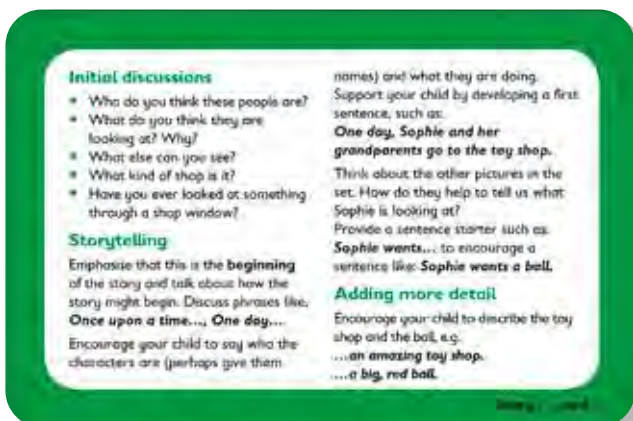 Initial discussions
• Who do you think these people are?
• What do you think they are
looking at? Why?
• What else can you see?
• What kind of shop is it?
• Have you ever looked at something
through a shop window?
Storytelling
Emphasise that this is the beginning
of the story and talk about how the
story might begin. Discuss phrases like,
Once upon a time..., One day...
Encourage your child to say who the
characters are (perhaps give them
names) and what they are doing.
Support your child by developing a first
sentence, such as:
One day, Sophie and her
grandparents go to the toy shop.
Think about the other pictures in the
set. How do they help to tell us what
Sophie is looking at?
Provide a sentence starter such as:
Sophie wants... to encourage a
sentence like: Sophie wants a ball.
Adding more detail
Encourage your child to describe the toy
shop and the ball, e.g.
....an amazing toy shop.
....a big, red ball.